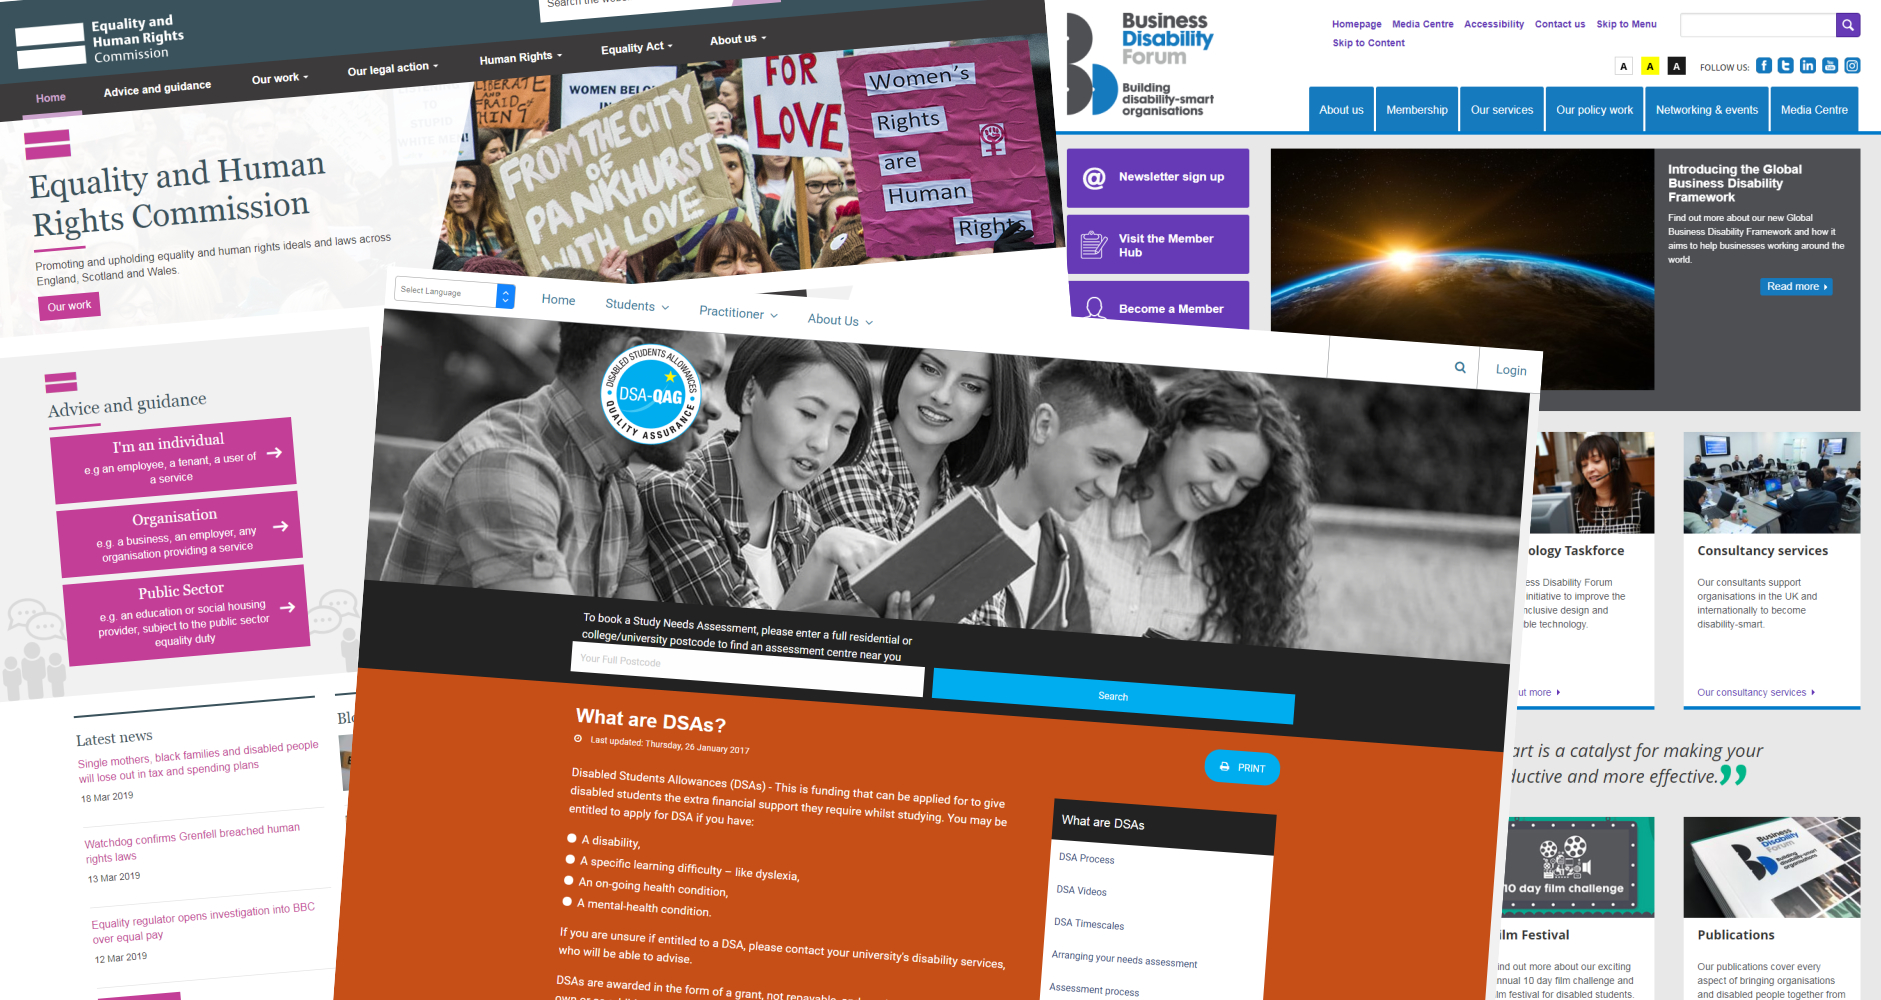 Equality and
Human Rights
Commission
Search the
Home
Advice and guidance
Our work
Our legal action
Human Rights
Equality Act
About us
Equality and Human
Rights Commission
Promoting and upholding equality and human rights ideals and laws across
England, Scotland and Wales.
Our work
LIBERATE
WOMEN
TO
STUPID
WHITE MEN!
FROM THE CITY
OF
PANKHURST
WITH LOVE
FOR
LOVE
Women's
Rights
are
Human
Rights
Advice and guidance
I'm an individual
e.g an employee, a tenant, a user of
a service
Organisation
e.g. a business, an employer, any
organisation providing a service
Public Sector
e.g. an education or social housing
provider, subject to the public sector
equality duty
Latest news
Single mothers, black families and disabled people
will lose out in tax and spending plans
18 Mar 2019
Watchdog confirms Grenfell breached human
rights laws
13 Mar 2019
Equality regulator opens investigation into BBC
over equal pay
12 Mar 2019
Select Language
Home
Students
Practitioner
About Us
Login
DISABLED STUDENTS ALLOWANCES
DSA-QAG
QUALITY ASSURANCE
To book a Study Needs Assessment, please enter a full residential or
college/university postcode to find an assessment centre near you
Your Full Postcode
Search
What are DSAs?
Last updated: Thursday, 26 January 2017
PRINT
Disabled Students Allowances (DSAs) - This is funding that can be applied for to give
disabled students the extra financial support they require whilst studying. You may be
entitled to apply for DSA if you have:
A disability,
A specific learning difficulty – like dyslexia,
An on-going health condition,
A mental-health condition.
If you are unsure if entitled to a DSA, please contact your university's disability services,
who will be able to advise.
DSAs are awarded in the form of a grant, not repayable,
What are DSAs
DSA Process
DSA Videos
DSA Timescales
Arranging your needs assessment
Assessment process
Business
Disability
Forum
Building
disability-smart
organisations
Homepage
Media Centre
Accessibility
Contact us
Skip to Menu
Skip to Content
A
A
A
FOLLOW US:
About us
Membership
Our services
Our policy work
Networking & events
Media Centre
Newsletter sign up
Visit the Member
Hub
Become a Member
Introducing the Global
Business Disability
Framework
Find out more about our new Global
Business Disability Framework and how it
aims to help businesses working around the
world.
Read more
ology Taskforce
ess Disability Forum
initiative to improve the
nclusive design and
ble technology.
ut more
Consultancy services
Our consultants support
organisations in the UK and
internationally to become
disability-smart.
Our consultancy services
art is a catalyst for making your
ductive and more effective.
10 day film challenge
Business
Disability
Forum
Building
disability-smart
organisations
ilm Festival
ind out more about our exciting
nnual 10 day film challenge and
lm festival for disabled students.
Publications
Our publications cover every
aspect of bringing organisations
and disabled people together from